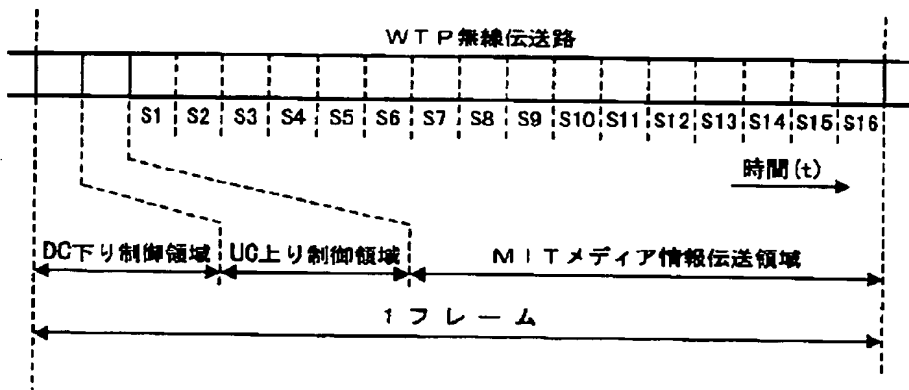 WTP無線伝送路
S1 S2 S3 S4 S5 S6 S7 S8 S9 S10 S11 S12 S13 S14 S15 S16
時間(t)
DC下り制御領域 UC上り制御領域 MITメディア情報伝送領域
1フレーム